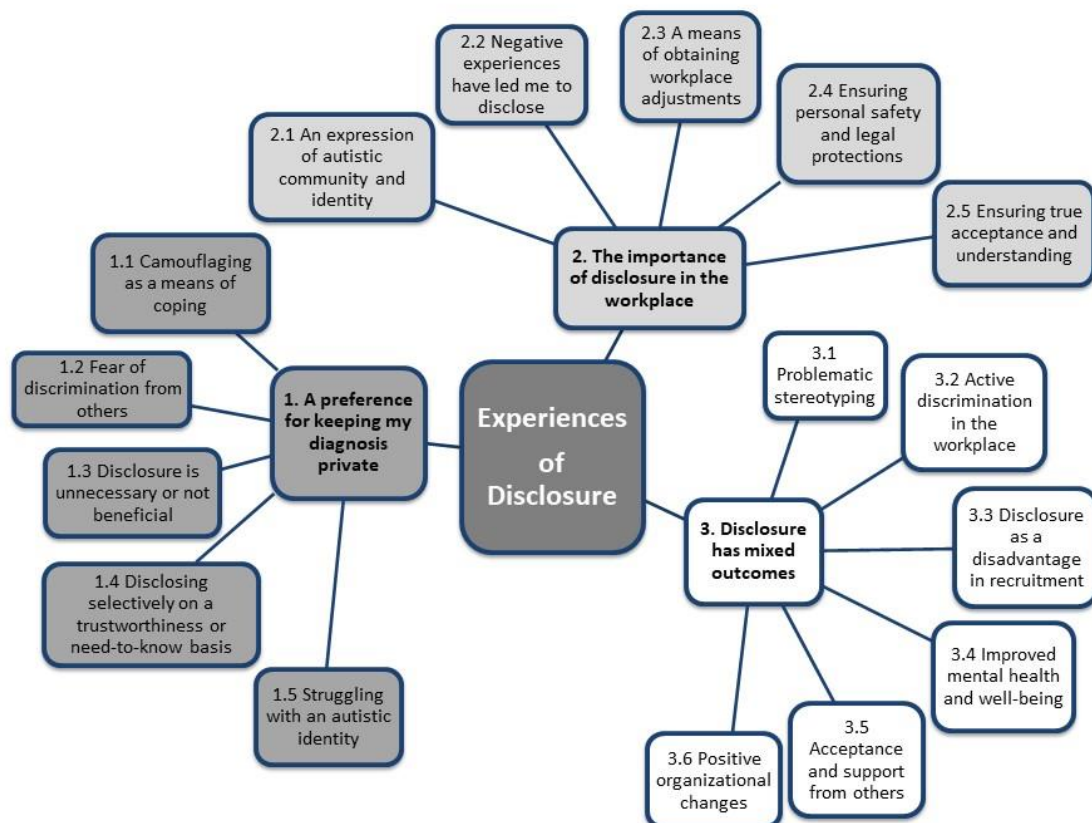 Experiences
of
Disclosure
1. A preference
for keeping my
diagnosis
private
1.1 Camouflaging
as a means of
coping
1.2 Fear of
discrimination from
others
1.3 Disclosure is
unnecessary or not
beneficial
1.4 Disclosing
selectively on a
trustworthiness or
need-to-know basis
1.5 Struggling
with an autistic
identity
2. The importance
of disclosure in the
workplace
2.1 An expression
of autistic
community and
identity
2.2 Negative
experiences
have led me to
disclose
2.3 A means
of obtaining
workplace
adjustments
2.4 Ensuring
personal safety
and legal
protections
2.5 Ensuring true
acceptance and
understanding
3. Disclosure
has mixed
outcomes
3.1
Problematic
stereotyping
3.2 Active
discrimination
in the
workplace
3.3 Disclosure
as a
disadvantage
in recruitment
3.4 Improved
mental health
and well-being
3.5
Acceptance
and support
from others
3.6 Positive
organizational
changes